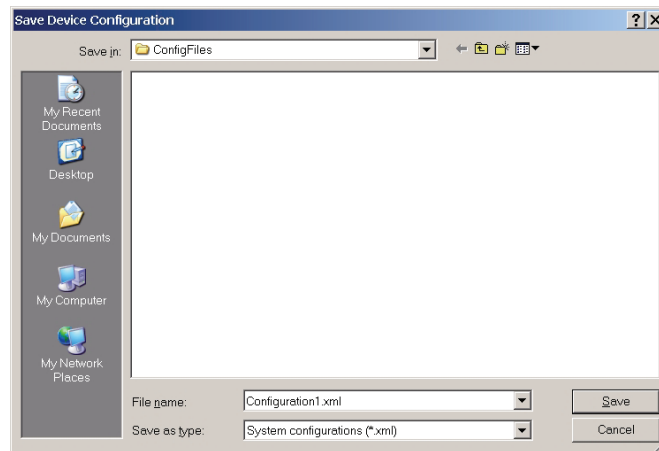 Save Device Configuration
Save in:
ConfigFiles
My Recent
Documents
Desktop
My Documents
My Computer
My Network
Places
File name:
Configuration1.xml
Save
Save as type:
System configurations (*.xml)
Cancel